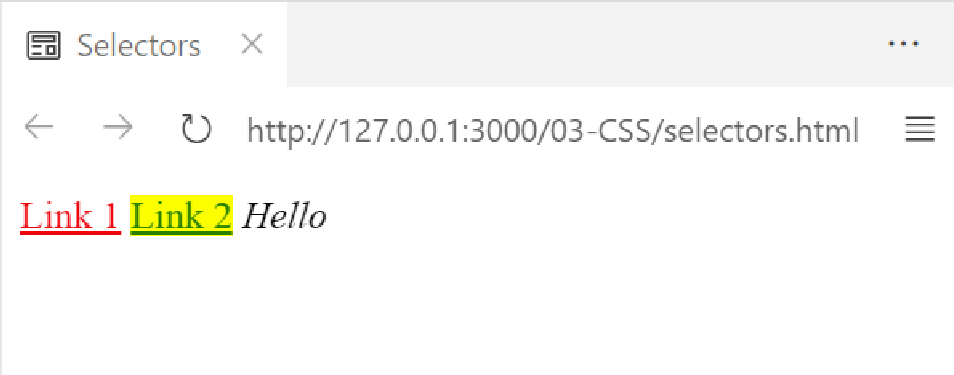 Selectors
http://127.0.0.1:3000/03-CSS/selectors.html
Link 1 Link 2 Hello